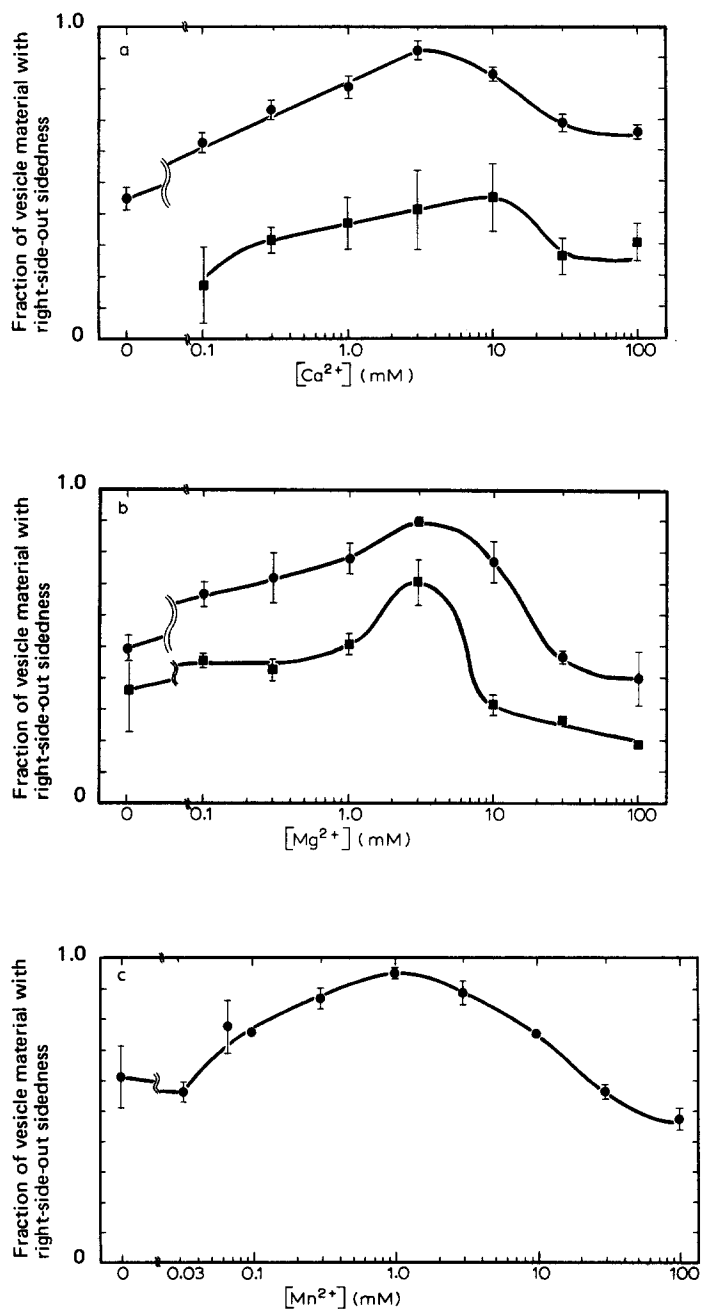 1.0
a
Fraction of vesicle material with
right-side-out sidedness
0
0 0.1 1.0 10 100
[Ca²⁺] (mM)
1.0
b
Fraction of vesicle material with
right-side-out sidedness
0
0 0.1 1.0 10 100
[Mg²⁺] (mM)
1.0
c
Fraction of vesicle material with
right-side-out sidedness
0
0 0.03 0.1 1.0 10 100
[Mn²⁺] (mM)